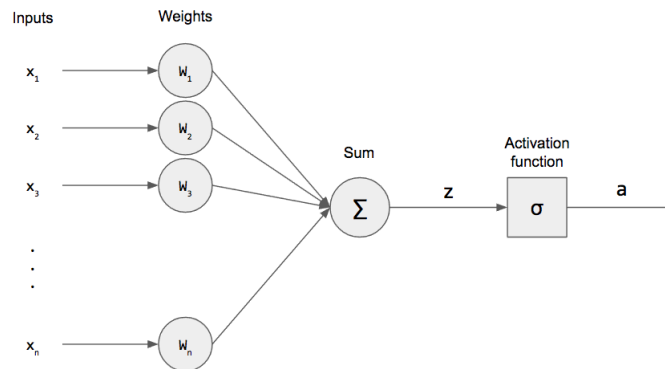 Inputs
Weights
x₁
W₁
x₂
W₂
x₃
W₃
.
.
.
xₙ
Wₙ
Sum
Σ
z
Activation
function
σ
a